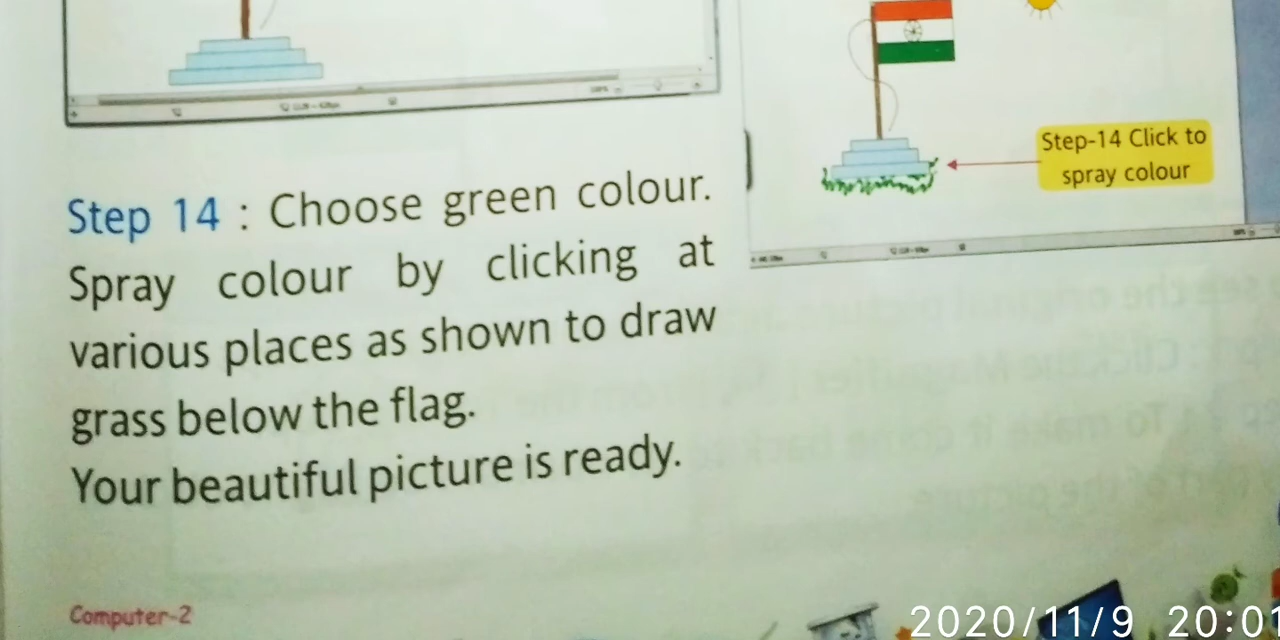 Step-14 Click to
spray colour
Step 14 : Choose green colour.
Spray colour by clicking at
various places as shown to draw
grass below the flag.
Your beautiful picture is ready.
Computer-2
2020/11/9 20:01